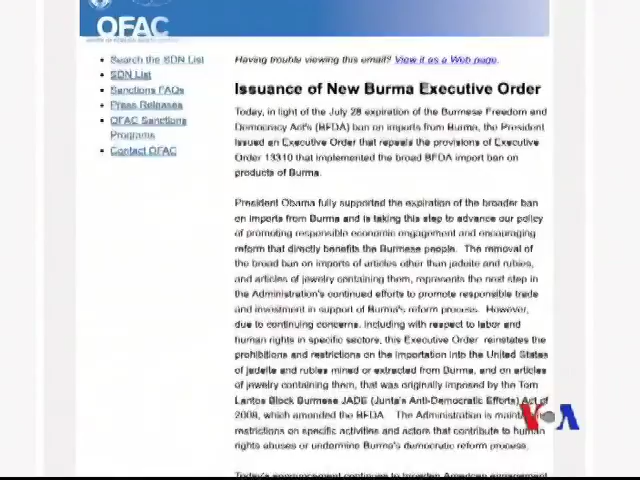 OFAC
Search the SDN List
SDN List
Sanctions FAQs
Press Releases
OFAC Sanctions
Programs
Contact OFAC
Having trouble viewing this email? View it as a Web page.
Issuance of New Burma Executive Order
Today, in light of the July 28 expiration of the Burmese Freedom and
Democracy Act's (BFDA) ban on imports from Burma, the President
issued an Executive Order that repeals the provisions of Executive
Order 13310 that implemented the broad BFDA import ban on
products of Burma.
President Obama fully supported the expiration of the broader ban
on imports from Burma and is taking this step to advance our policy
of promoting responsible economic engagement and encouraging
reform that directly benefits the Burmese people. The removal of
the broad ban on imports of articles other than jadeite and rubies,
and articles of jewelry containing them, represents the next step in
the Administration's continued efforts to promote responsible trade
and investment in support of Burma's reform process. However,
due to continuing concerns, including with respect to labor and
human rights in specific sectors, this Executive Order reinstates the
prohibitions and restrictions on the importation into the United States
of jadeite and rubies mined or extracted from Burma, and on articles
of jewelry containing them, that was originally imposed by the Tom
Lantos Block Burmese JADE (Junta's Anti-Democratic Efforts) Act of
2008, which amended the BFDA. The Administration is
restrictions on specific activities and actors that contribute to human
rights abuses or undermine Burma's democratic reform process.
Today's announcement continues to broaden American engagement
VOA